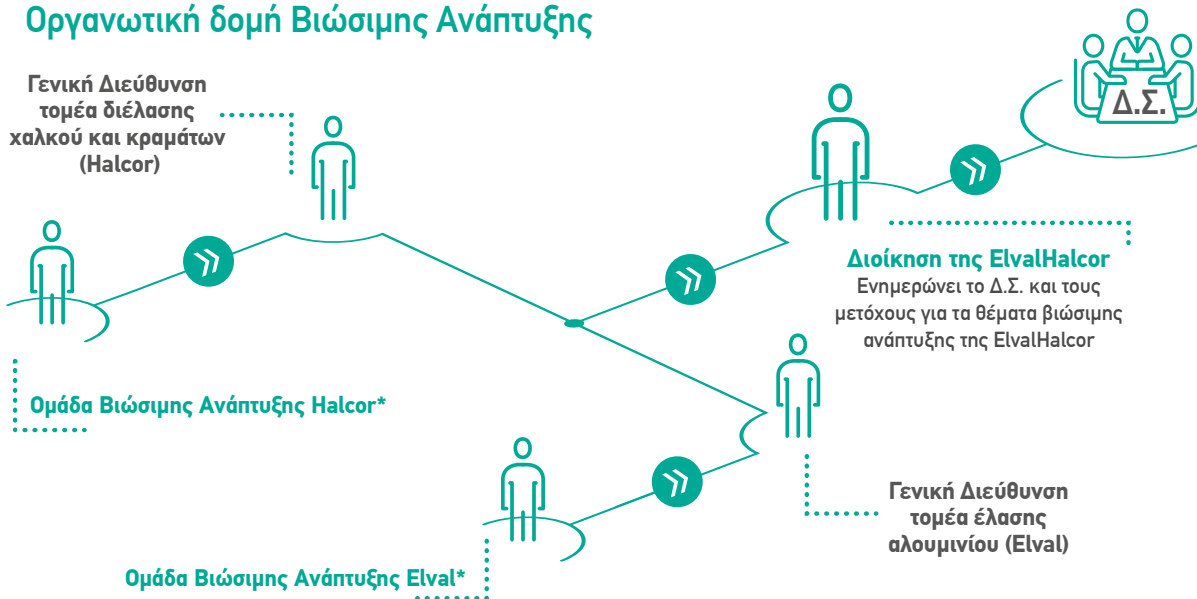 Οργανωτική δομή Βιώσιμης Ανάπτυξης
Γενική Διεύθυνση
τομέα διέλασης
χαλκού και κραμάτων
(Halcor)
Δ.Σ.
Διοίκηση της ElvalHalcor
Ενημερώνει το Δ.Σ. και τους
μετόχους για τα θέματα βιώσιμης
ανάπτυξης της ElvalHalcor
Ομάδα Βιώσιμης Ανάπτυξης Halcor*
Γενική Διεύθυνση
τομέα έλασης
αλουμινίου (Elval)
Ομάδα Βιώσιμης Ανάπτυξης Elval*